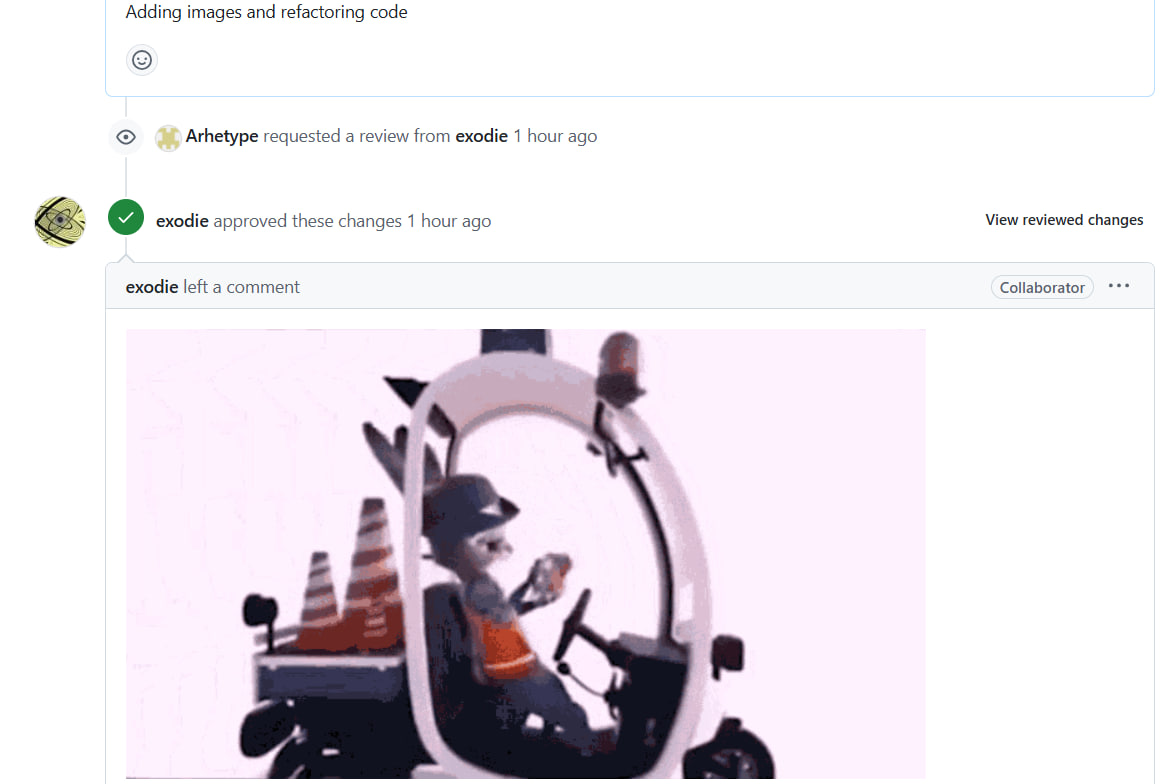 Adding images and refactoring code
Arhetype requested a review from exodie 1 hour ago
exodie approved these changes 1 hour ago
View reviewed changes
exodie left a comment
Collaborator